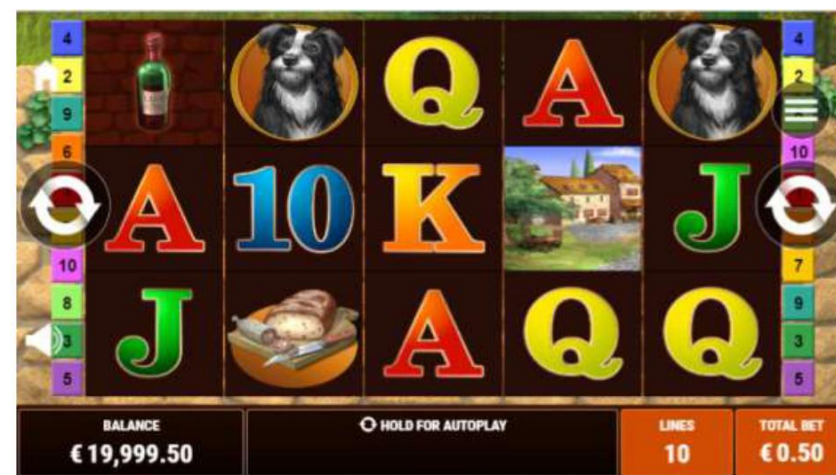 4 Q A 4
2 2
9
6 10
A 10 K J
10 7
8 9
J A Q Q
3 3
5 5
BALANCE HOLD FOR AUTOPLAY LINES TOTAL BET
€ 19,999.50 10 € 0.50